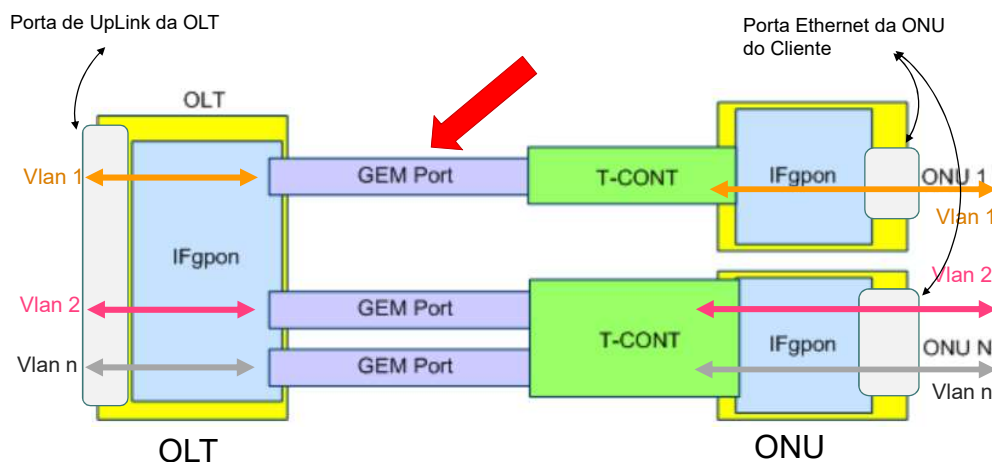 Porta de UpLink da OLT
Porta Ethernet da ONU
do Cliente
OLT
Vlan 1
GEM Port
T-CONT
IFgpon
ONU 1
Vlan 1
IFgpon
Vlan 2
Vlan 2
GEM Port
T-CONT
IFgpon
ONU N
Vlan n
GEM Port
Vlan n
OLT
ONU